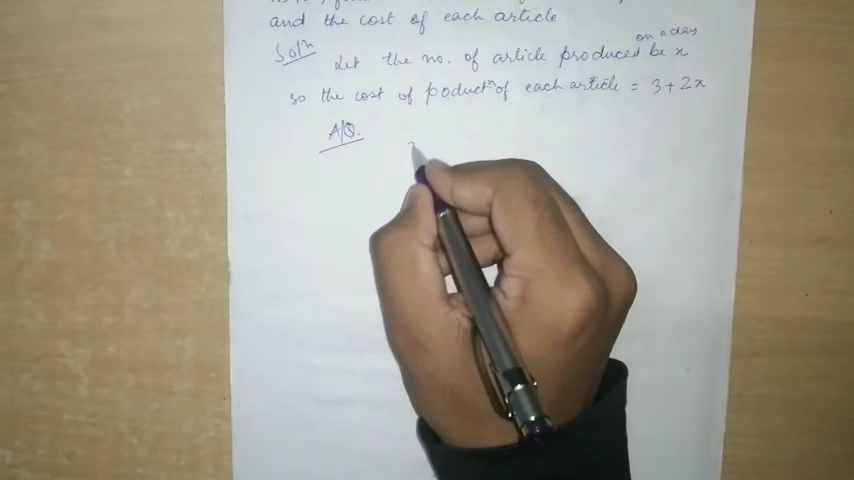 and the cost of each article
Solⁿ Let the no. of article produced on a day be x
so the cost of poductⁿ of each article = 3+2x
A/Q.